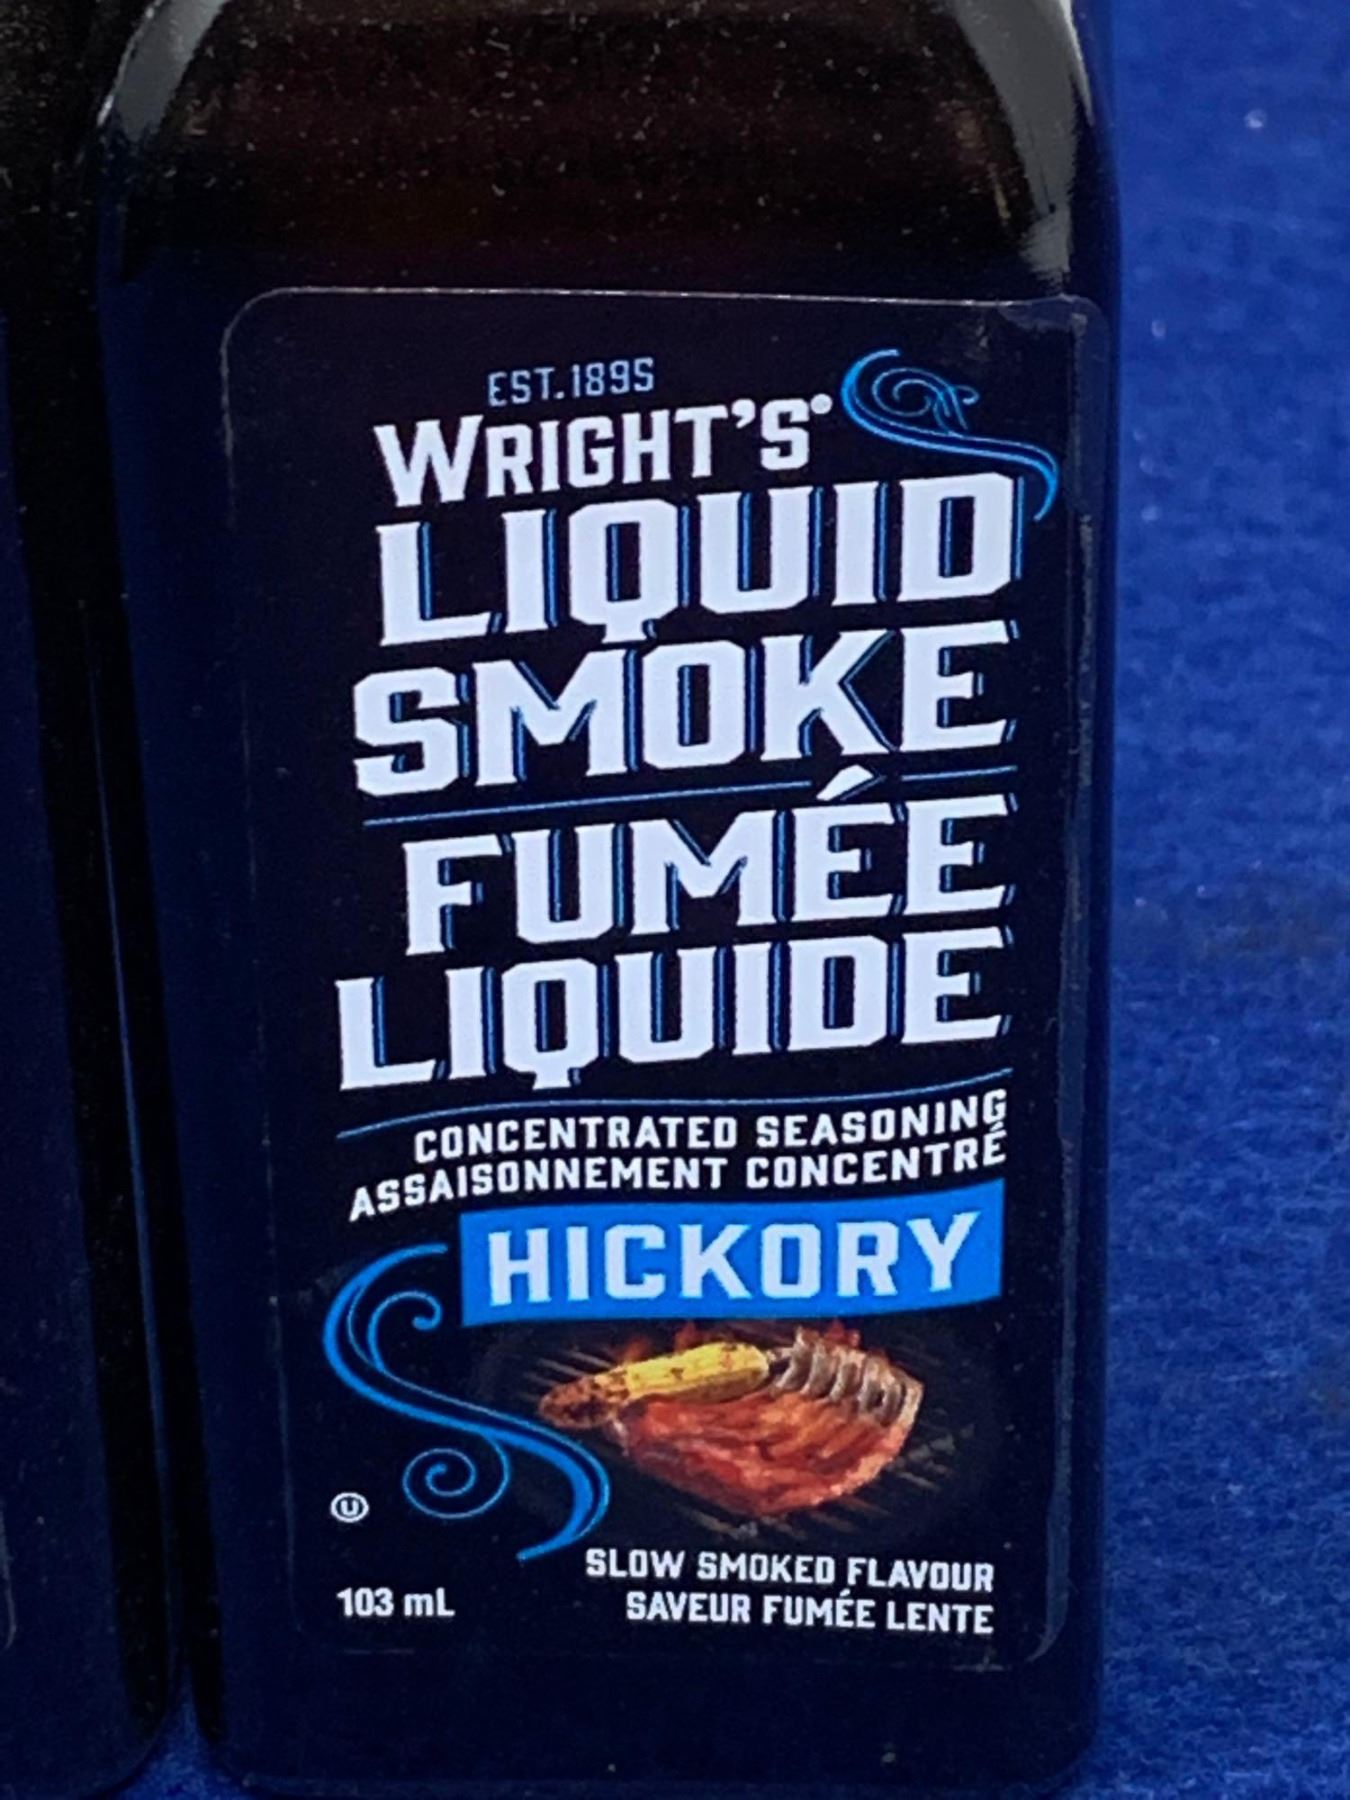 EST.1895
WRIGHT'S®
LIQUID
SMOKE
FUMÉE
LIQUIDE
CONCENTRATED SEASONING
ASSAISONNEMENT CONCENTRÉ
HICKORY
U
SLOW SMOKED FLAVOUR
103 mL SAVEUR FUMÉE LENTE